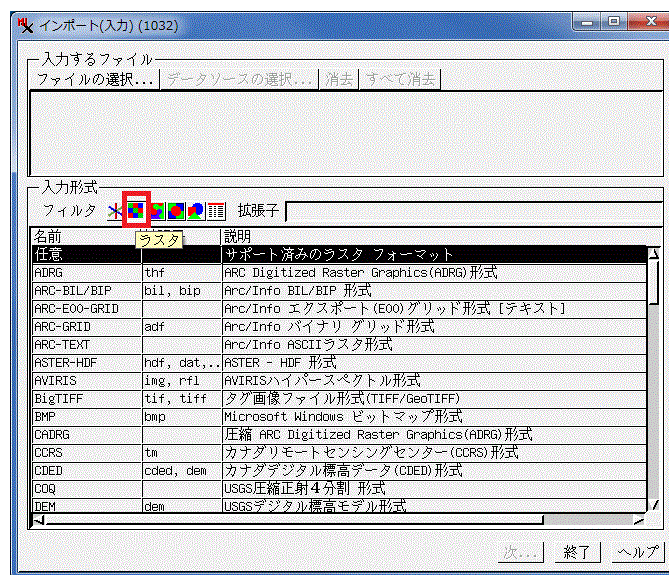 インポート(入力) (1032)
入力するファイル
ファイルの選択... データソースの選択... 消去 すべて消去
入力形式
フィルタ 拡張子
ラスタ
名前 説明
任意 サポート済みのラスタ フォーマット
ADRG thf ARC Digitized Raster Graphics(ADRG)形式
ARC-BIL/BIP bil, bip Arc/Info BIL/BIP 形式
ARC-E00-GRID Arc/Info エクスポート(E00)グリッド形式 [テキスト]
ARC-GRID adf Arc/Info バイナリ グリッド形式
ARC-TEXT Arc/Info ASCIIラスタ形式
ASTER-HDF hdf, dat,.. ASTER - HDF 形式
AVIRIS img, rfl AVIRISハイパースペクトル形式
BigTIFF tif, tiff タグ画像ファイル形式(TIFF/GeoTIFF)
BMP bmp Microsoft Windows ビットマップ形式
CADRG 圧縮 ARC Digitized Raster Graphics(ADRG)形式
CCRS tm カナダリモートセンシングセンター(CCRS)形式
CDED cded, dem カナダデジタル標高データ(CDED)形式
COQ USGS圧縮正射4分割 形式
DEM dem USGSデジタル標高モデル形式
次... 終了 ヘルプ